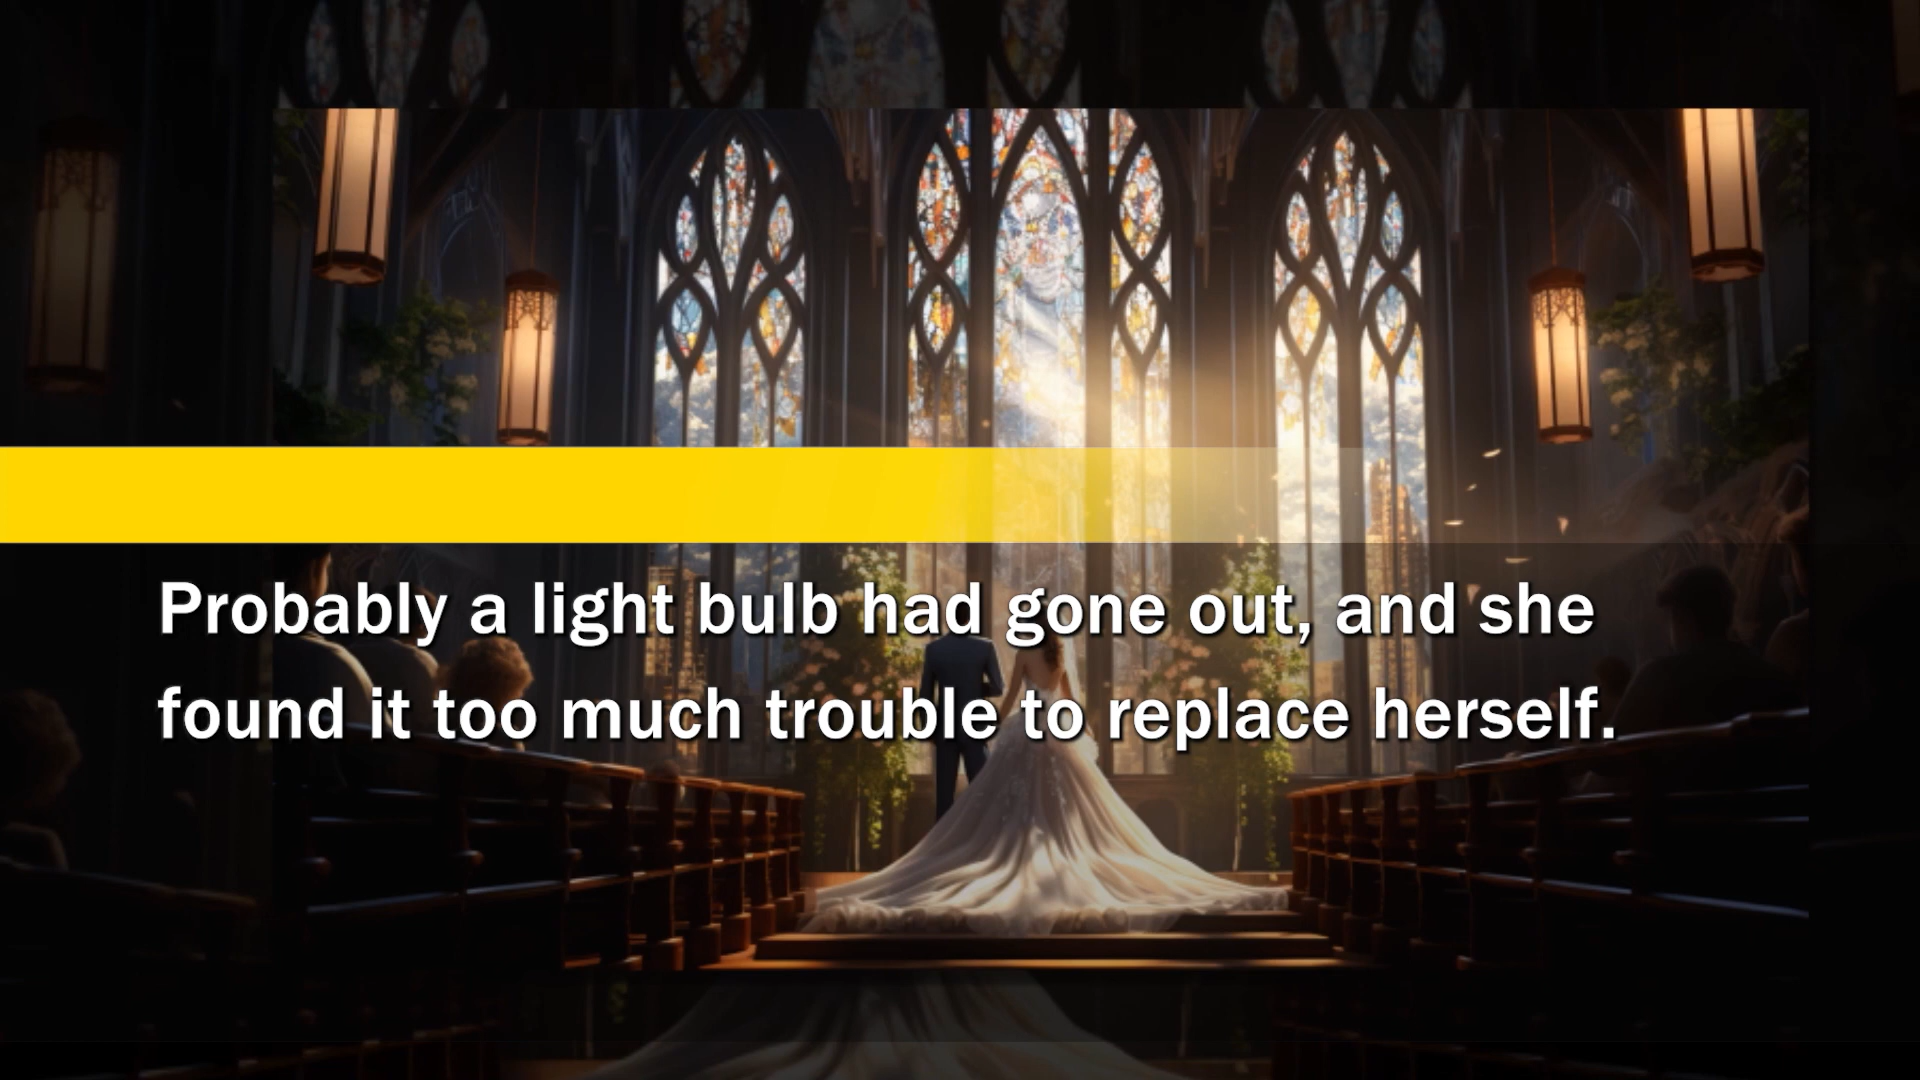 Probably a light bulb had gone out, and she
found it too much trouble to replace herself.